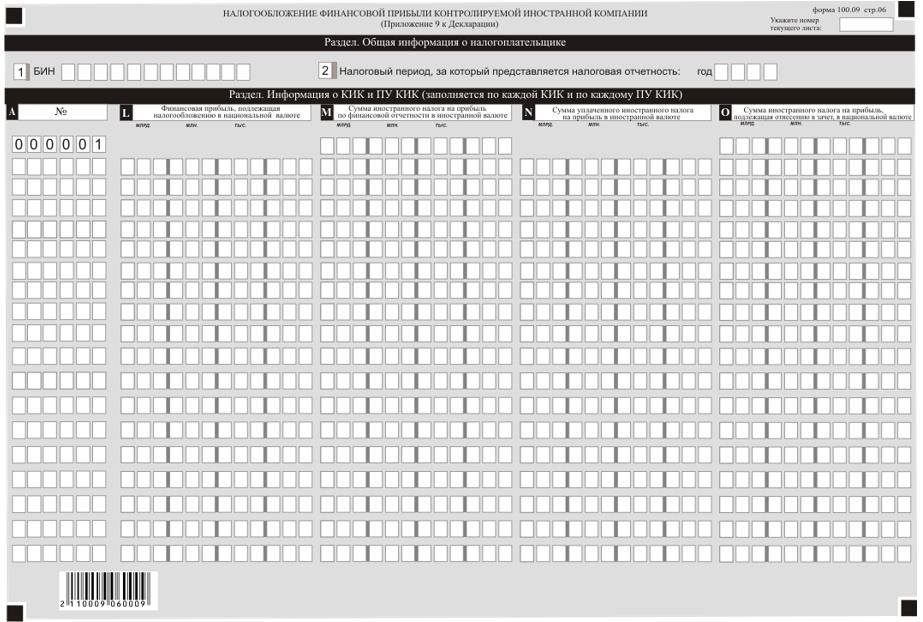 форма 100.09 стр.06
НАЛОГООБЛОЖЕНИЕ ФИНАНСОВОЙ ПРИБЫЛИ КОНТРОЛИРУЕМОЙ ИНОСТРАННОЙ КОМПАНИИ
(Приложение 9 к Декларации)
Укажите номер
текущего листа:
Раздел. Общая информация о налогоплательщике
1 БИН 2 Налоговый период, за который представляется налоговая отчетность: год
Раздел. Информация о КИК и ПУ КИК (заполняется по каждой КИК и по каждому ПУ КИК)
A №
L Финансовая прибыль, подлежащая
налогообложению в национальной валюте
M Сумма иностранного налога на прибыль
по финансовой отчетности в иностранной валюте
N Сумма уплаченного иностранного налога
на прибыль в иностранной валюте
O Сумма иностранного налога на прибыль,
подлежащая отнесению в зачет, в национальной валюте
млрд. млн. тыс. млрд. млн. тыс. млрд. млн. тыс. млрд. млн. тыс.
000001
2 110009 060009